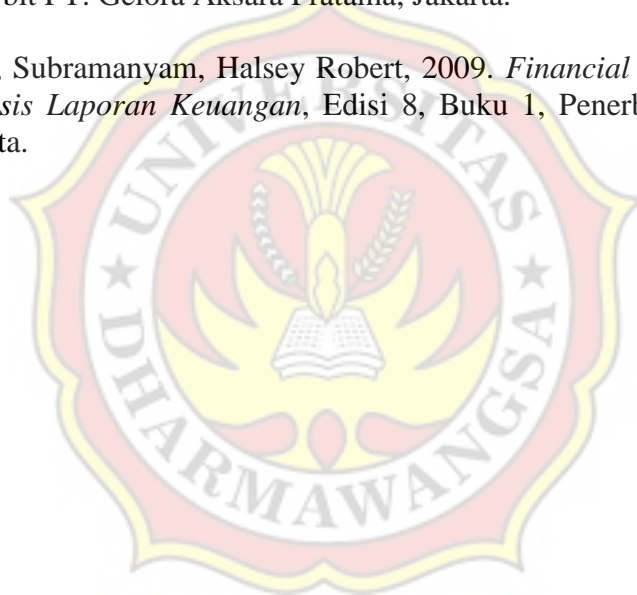 bit PT. Gelora Aksara Pratama, Jakarta.
, Subramanyam, Halsey Robert, 2009. Financial
sis Laporan Keuangan, Edisi 8, Buku 1, Penerb
ta.
UNIVERSITAS
DHARMAWANGSA